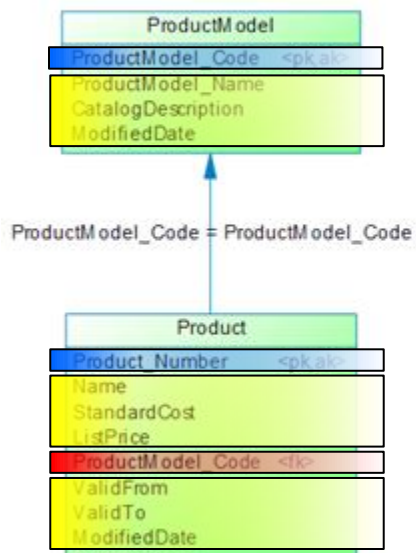 ProductModel
ProductModel_Code <pk,ak>
ProductModel_Name
CatalogDescription
ModifiedDate
ProductModel_Code = ProductModel_Code
Product
Product_Number <pk,ak>
Name
StandardCost
ListPrice
ProductModel_Code <fk>
ValidFrom
ValidTo
ModifiedDate